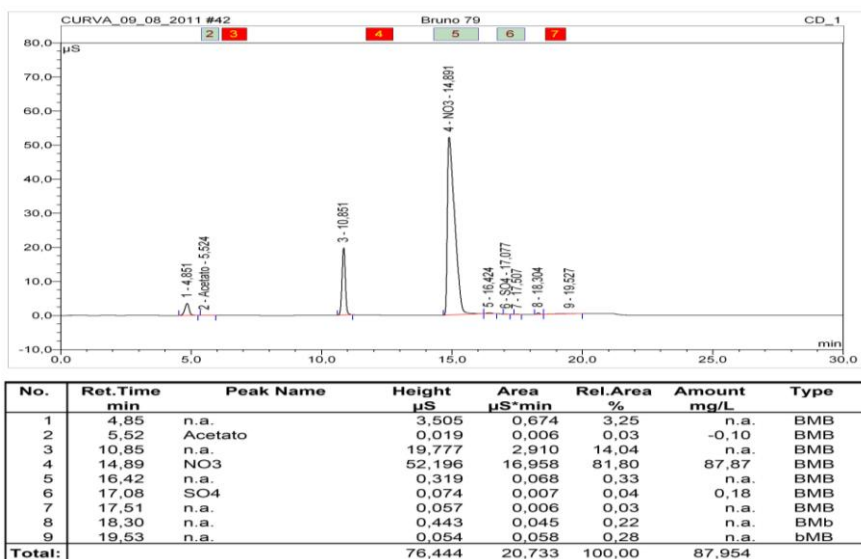 CURVA_09_08_2011 #42 Bruno 79 CD_1
2 3 4 5 6 7
80,0
µS
70,0
60,0
50,0
40,0
30,0
20,0
10,0
0,0
-10,0
1 - 4,851
2 - Acetato - 5,524
3 - 10,851
4 - NO3 - 14,891
5 - 16,424
6 - SO4 - 17,077
7 - 17,507
8 - 18,304
9 - 19,527
min
0,0 5,0 10,0 15,0 20,0 25,0 30,0
No. Ret.Time Peak Name Height Area Rel.Area Amount Type
min µS µS*min % mg/L
1 4,85 n.a. 3,505 0,674 3,25 n.a. BMB
2 5,52 Acetato 0,019 0,006 0,03 -0,10 BMB
3 10,85 n.a. 19,777 2,910 14,04 n.a. BMB
4 14,89 NO3 52,196 16,958 81,80 87,87 BMB
5 16,42 n.a. 0,319 0,068 0,33 n.a. BMB
6 17,08 SO4 0,074 0,007 0,04 0,18 BMB
7 17,51 n.a. 0,057 0,006 0,03 n.a. BMB
8 18,30 n.a. 0,443 0,045 0,22 n.a. BMb
9 19,53 n.a. 0,054 0,058 0,28 n.a. bMB
Total: 76,444 20,733 100,00 87,954